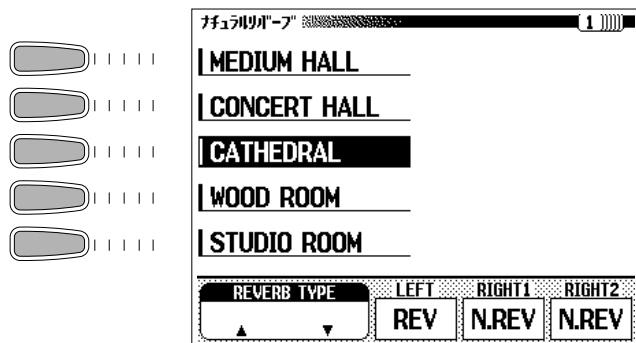 ナチュラルリバーブ 1
MEDIUM HALL
CONCERT HALL
CATHEDRAL
WOOD ROOM
STUDIO ROOM
REVERB TYPE LEFT RIGHT1 RIGHT2
▲ ▼ REV N.REV N.REV